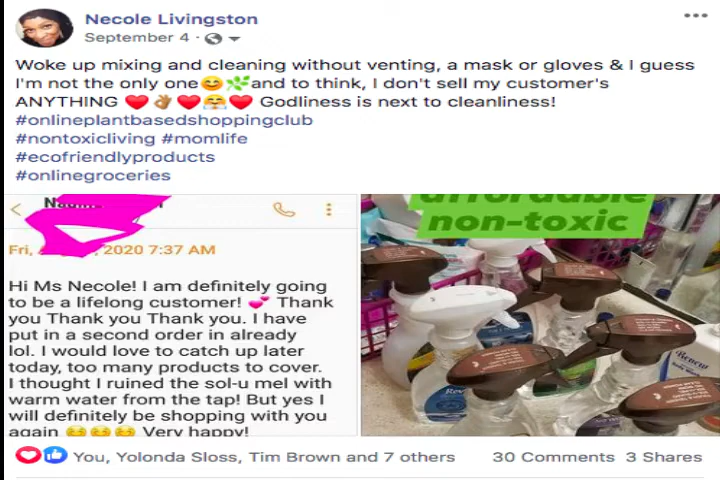 Necole Livingston
September 4
Woke up mixing and cleaning without venting, a mask or gloves & I guess
I'm not the only one😊🌿and to think, I don't sell my customer's
ANYTHING ❤️👌🏾❤️🤗❤️ Godliness is next to cleanliness!
#onlineplantbasedshoppingclub
#nontoxicliving #momlife
#ecofriendlyproducts
#onlinegroceries
Fri, 2020 7:37 AM
Hi Ms Necole! I am definitely going
to be a lifelong customer! 💕 Thank
you Thank you Thank you. I have
put in a second order in already
lol. I would love to catch up later
today, too many products to cover.
I thought I ruined the sol-u mel with
warm water from the tap! But yes I
will definitely be shopping with you
again 😁😁😁 Very happy!
affordable
non-toxic
Renew
You, Yolonda Sloss, Tim Brown and 7 others 30 Comments 3 Shares